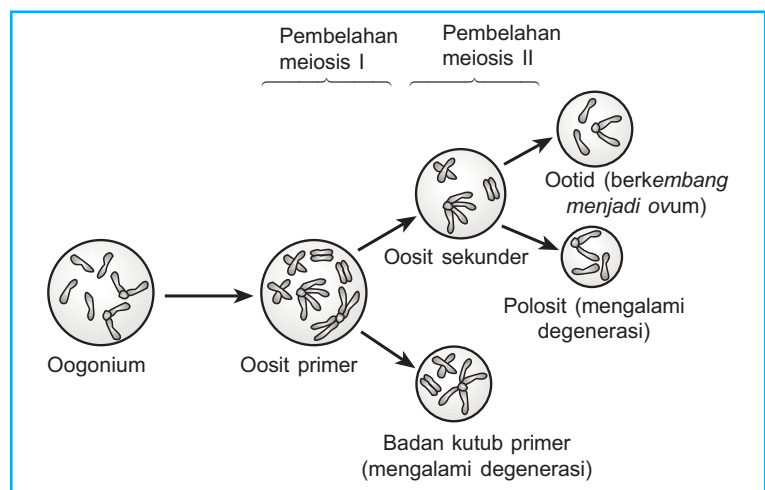 Pembelahan
meiosis I
Pembelahan
meiosis II
Ootid (berkembang
menjadi ovum)
Oosit sekunder
Polosit (mengalami
degenerasi)
Oogonium
Oosit primer
Badan kutub primer
(mengalami degenerasi)